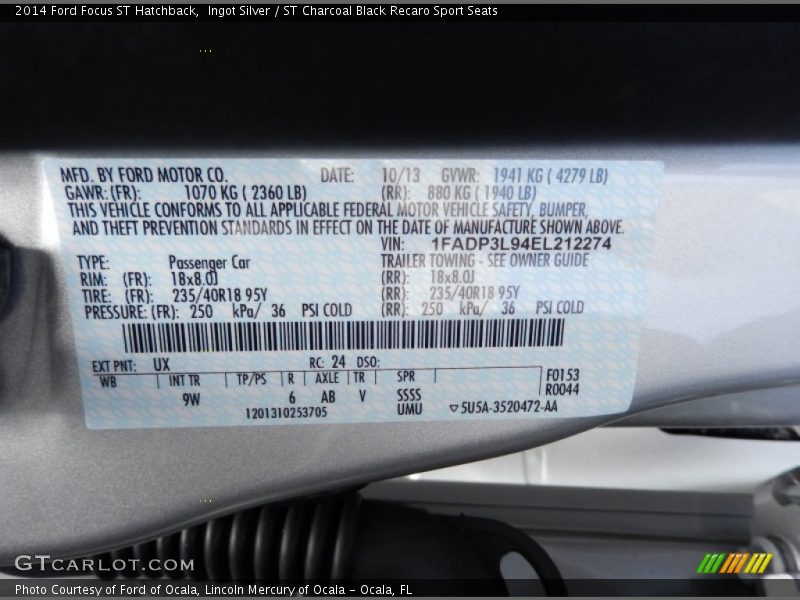 2014 Ford Focus ST Hatchback,  Ingot Silver / ST Charcoal Black Recaro Sport Seats
MFD. BY FORD MOTOR CO. DATE: 10/13 GVWR: 1941 KG ( 4279 LB)
GAWR: (FR): 1070 KG ( 2360 LB) (RR): 880 KG ( 1940 LB)
THIS VEHICLE CONFORMS TO ALL APPLICABLE FEDERAL MOTOR VEHICLE SAFETY, BUMPER,
AND THEFT PREVENTION STANDARDS IN EFFECT ON THE DATE OF MANUFACTURE SHOWN ABOVE.
VIN: 1FADP3L94EL212274
TYPE: Passenger Car TRAILER TOWING - SEE OWNER GUIDE
RIM: (FR): 18x8.0J (RR): 18x8.0J
TIRE: (FR): 235/40R18 95Y (RR): 235/40R18 95Y
PRESSURE: (FR): 250 kPa/ 36 PSI COLD (RR): 250 kPa/ 36 PSI COLD
EXT PNT: UX RC: 24 DSO: F0153
WB INT TR TP/PS R AXLE TR SPR R0044
9W 6 AB V SSSS
1201310253705 UMU ▽5U5A-3520472-AA
GTCARLOT.COM
Photo Courtesy of Ford of Ocala, Lincoln Mercury of Ocala – Ocala, FL